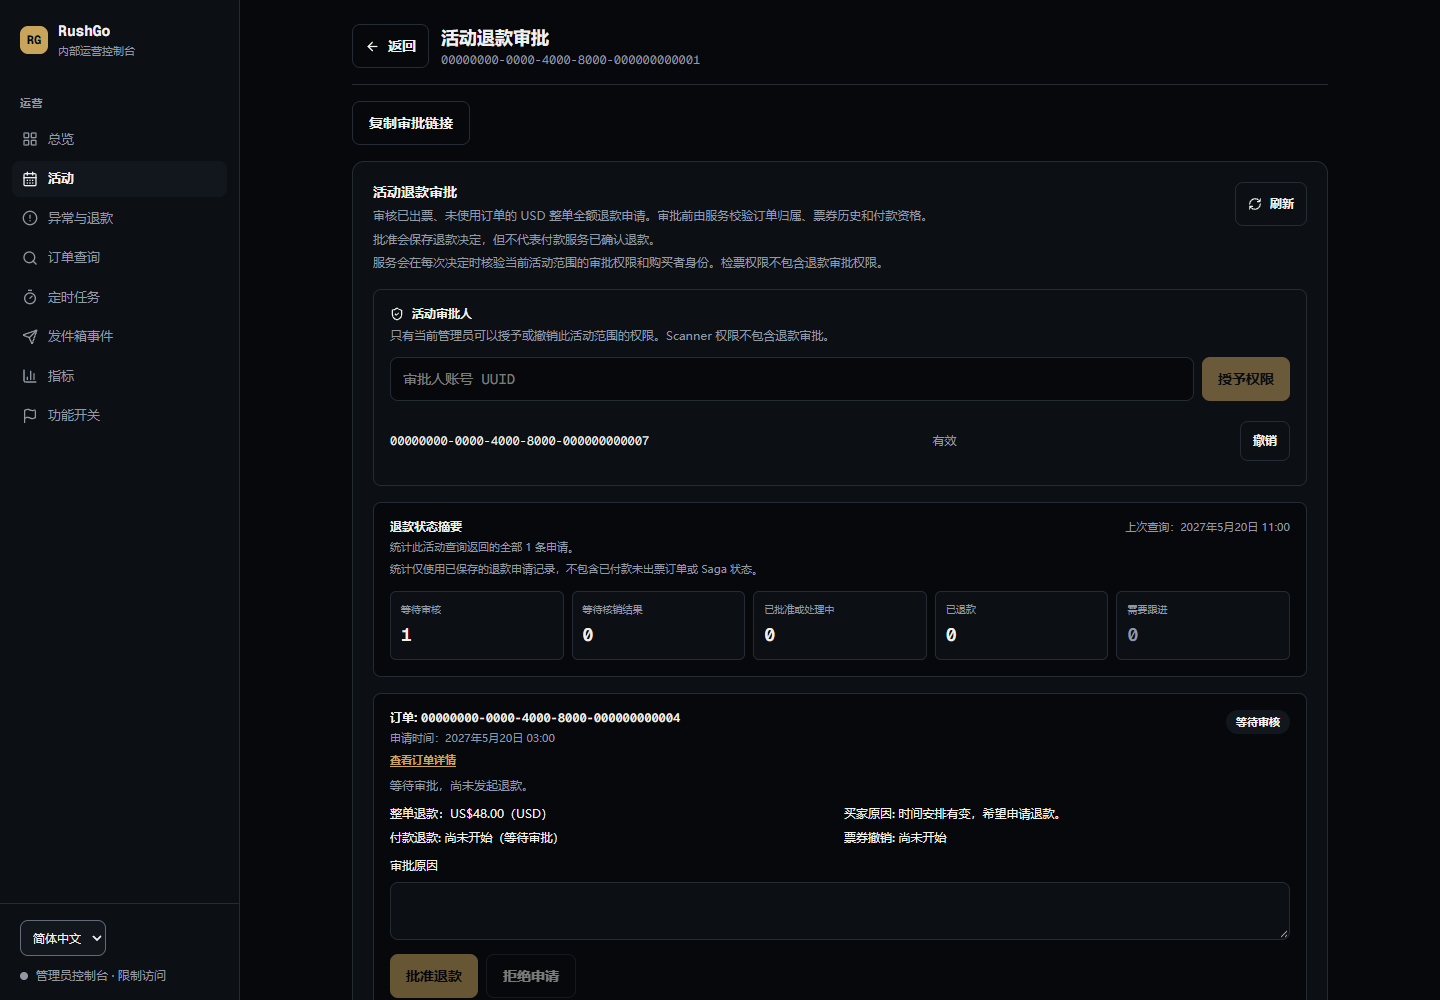 RG
RushGo
内部运营控制台
运营
总览
活动
异常与退款
订单查询
定时任务
发件箱事件
指标
功能开关
简体中文
管理员控制台 · 限制访问
返回
活动退款审批
00000000-0000-4000-8000-000000000001
复制审批链接
活动退款审批
审核已出票、未使用订单的 USD 整单全额退款申请。审批前由服务校验订单归属、票券历史和付款资格。
批准会保存退款决定，但不代表付款服务已确认退款。
服务会在每次决定时核验当前活动范围的审批权限和购买者身份。检票权限不包含退款审批权限。
刷新
活动审批人
只有当前管理员可以授予或撤销此活动范围的权限。Scanner 权限不包含退款审批。
审批人账号 UUID
授予权限
00000000-0000-4000-8000-000000000007
有效
撤销
退款状态摘要
上次查询：2027年5月20日 11:00
统计此活动查询返回的全部 1 条申请。
统计仅使用已保存的退款申请记录，不包含已付款未出票订单或 Saga 状态。
等待审核
1
等待核销结果
0
已批准或处理中
0
已退款
0
需要跟进
0
订单: 00000000-0000-4000-8000-000000000004
等待审核
申请时间：2027年5月20日 03:00
查看订单详情
等待审批，尚未发起退款。
整单退款：US$48.00（USD）
买家原因: 时间安排有变，希望申请退款。
付款退款: 尚未开始（等待审批）
票券撤销: 尚未开始
审批原因
批准退款
拒绝申请